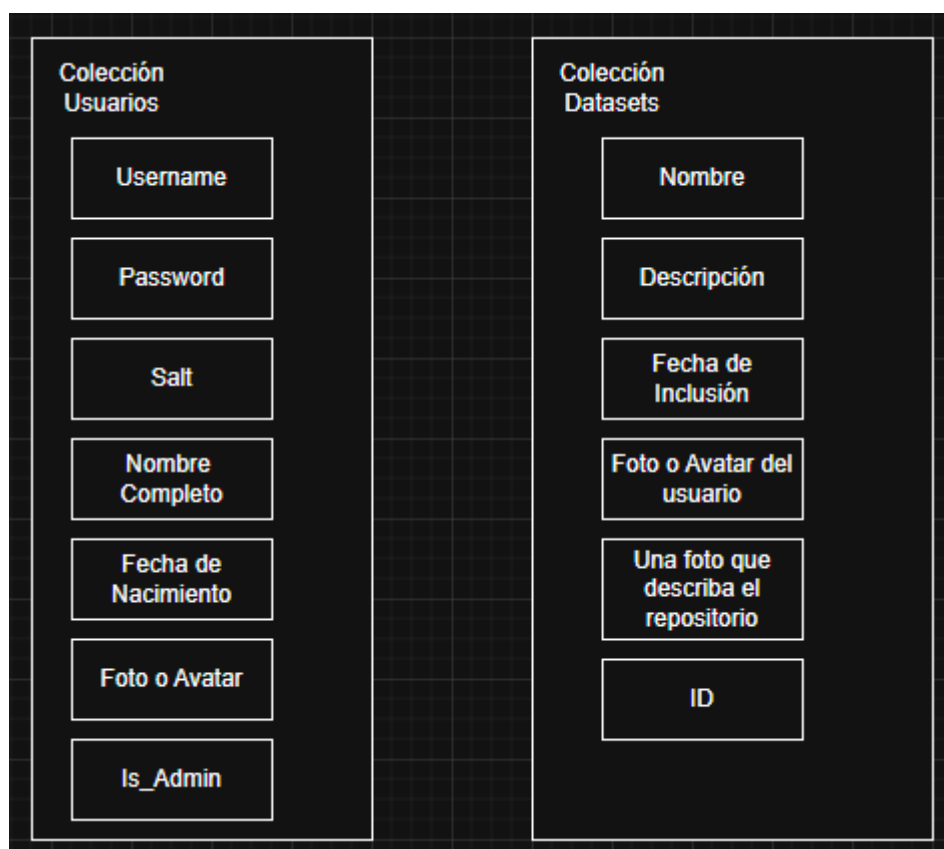 Colección
Usuarios
Username
Password
Salt
Nombre
Completo
Fecha de
Nacimiento
Foto o Avatar
Is_Admin
Colección
Datasets
Nombre
Descripción
Fecha de
Inclusión
Foto o Avatar del
usuario
Una foto que
describa el
repositorio
ID